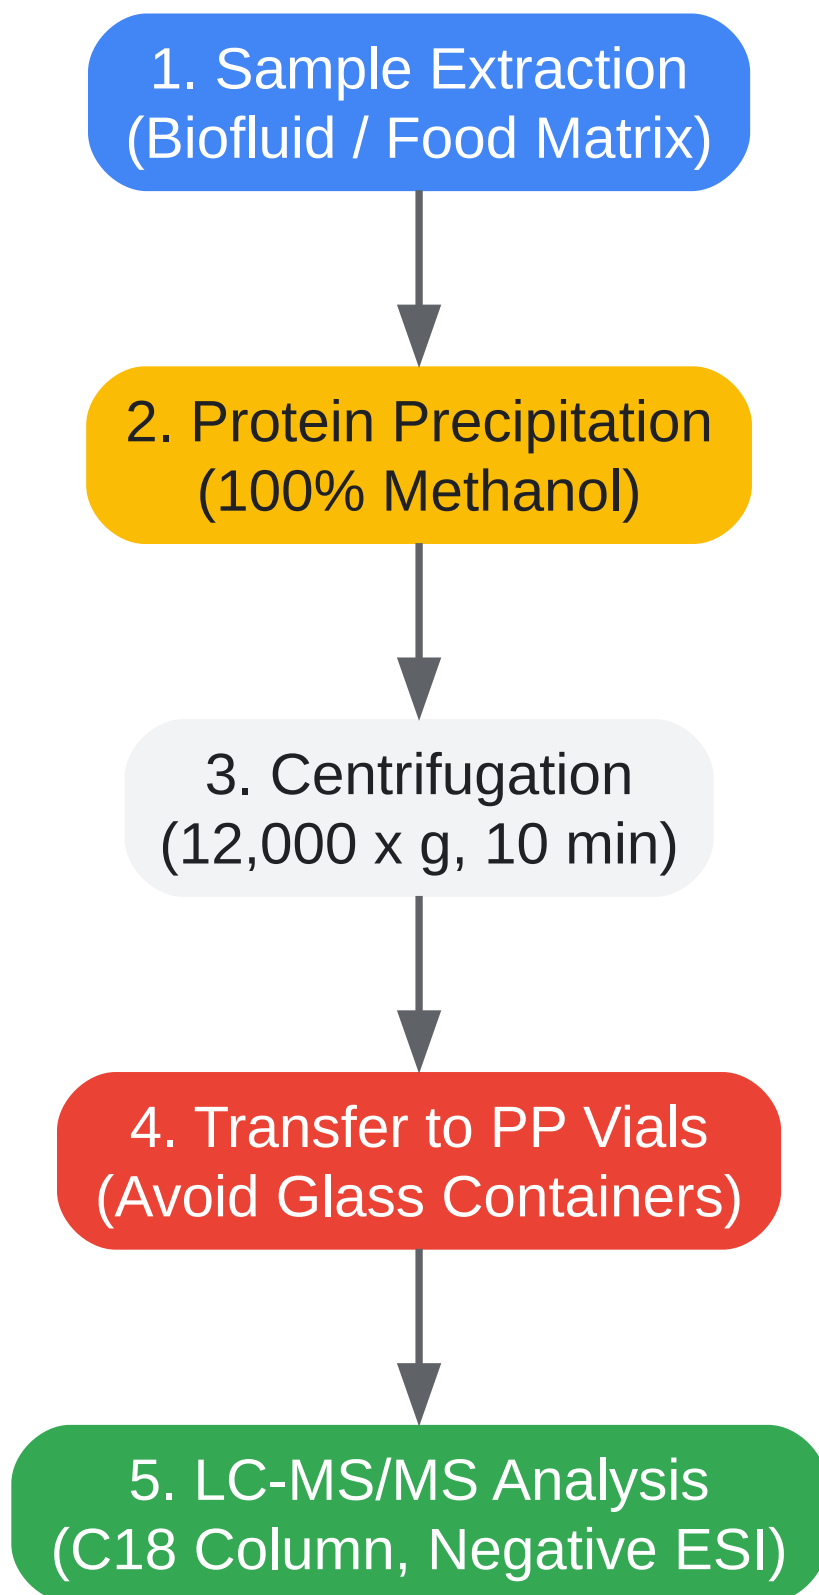 1. Sample Extraction
(Biofluid / Food Matrix)
2. Protein Precipitation
(100% Methanol)
3. Centrifugation
(12,000 x g, 10 min)
4. Transfer to PP Vials
(Avoid Glass Containers)
5. LC-MS/MS Analysis
(C18 Column, Negative ESI)